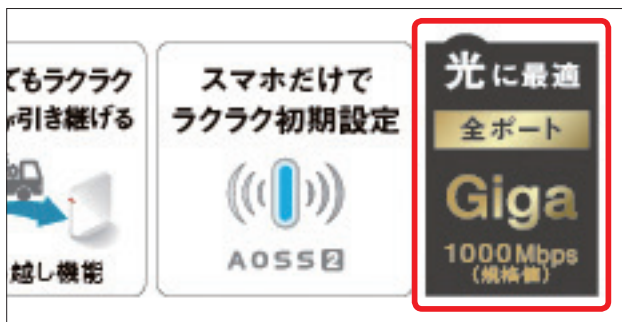 てもラクラク
引き継げる
越し機能
スマホだけで
ラクラク初期設定
AOSS2
光に最適
全ポート
Giga
1000Mbps
(規格値)